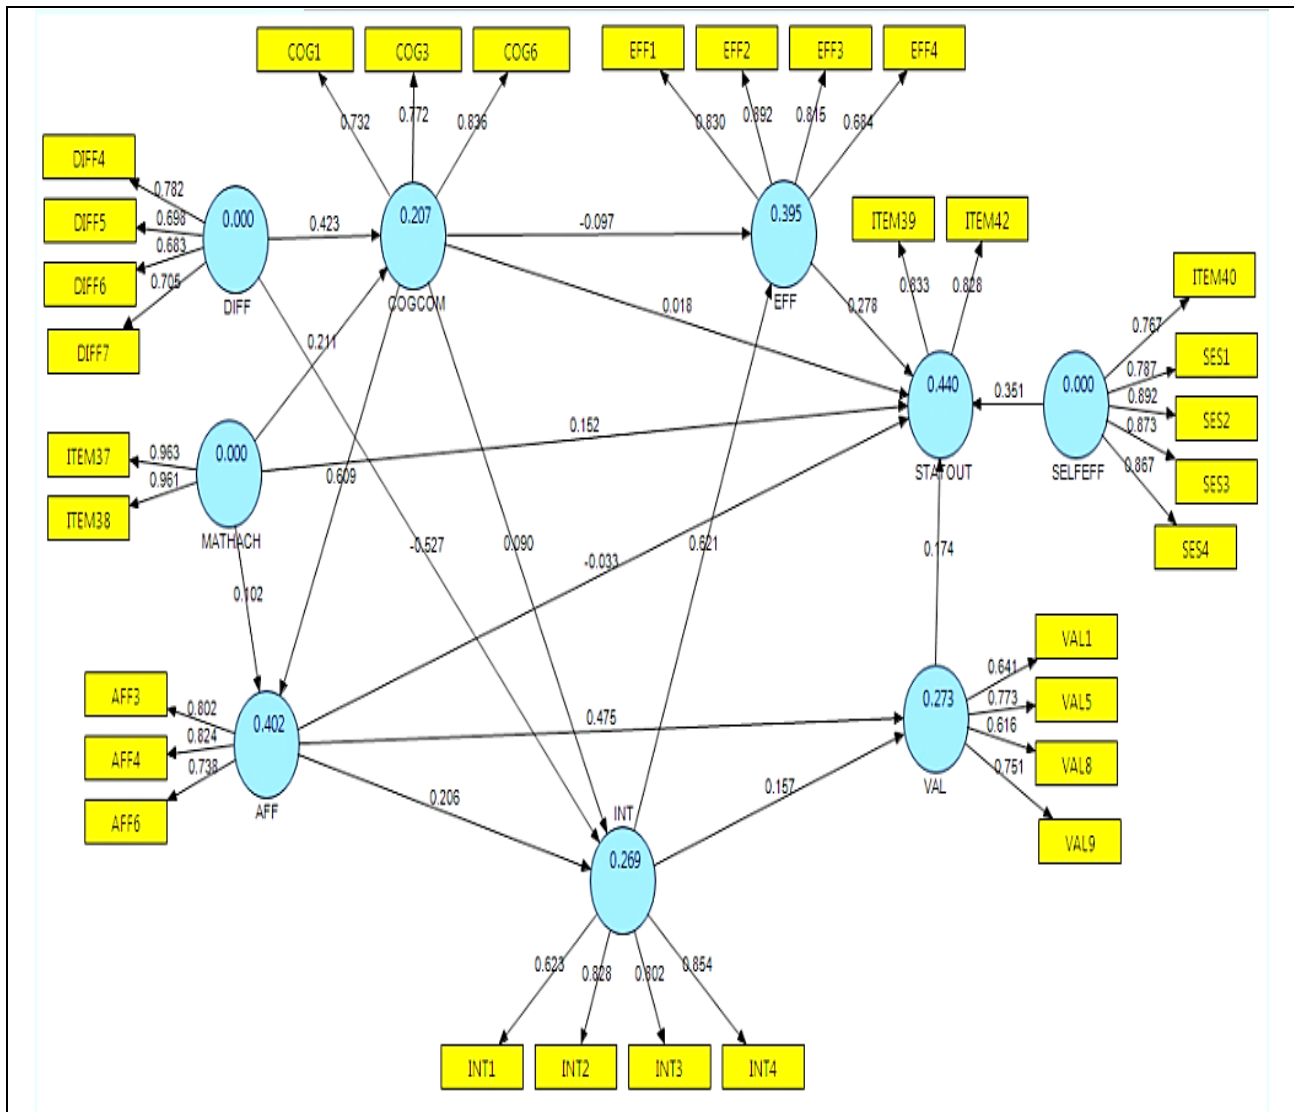 COG1
COG3
COG6
EFF1
EFF2
EFF3
EFF4
0.732
0.772
0.836
0.830
0.892
0.815
0.684
DIFF4
DIFF5
DIFF6
DIFF7
0.782
0.698
0.683
0.705
0.000
DIFF
0.423
0.207
COGCOM
-0.097
0.395
EFF
ITEM39
ITEM42
0.833
0.828
ITEM40
SES1
SES2
SES3
SES4
0.767
0.787
0.892
0.873
0.867
0.018
0.278
0.211
0.440
STATOUT
0.351
0.000
SELFEFF
ITEM37
ITEM38
0.963
0.961
0.000
MATHACH
0.152
0.609
-0.527
0.090
-0.033
0.621
0.174
0.102
AFF3
AFF4
AFF6
0.802
0.824
0.738
0.402
AFF
0.475
0.206
0.157
0.273
VAL
VAL1
VAL5
VAL8
VAL9
0.641
0.773
0.616
0.751
INT
0.269
0.623
0.828
0.802
0.854
INT1
INT2
INT3
INT4